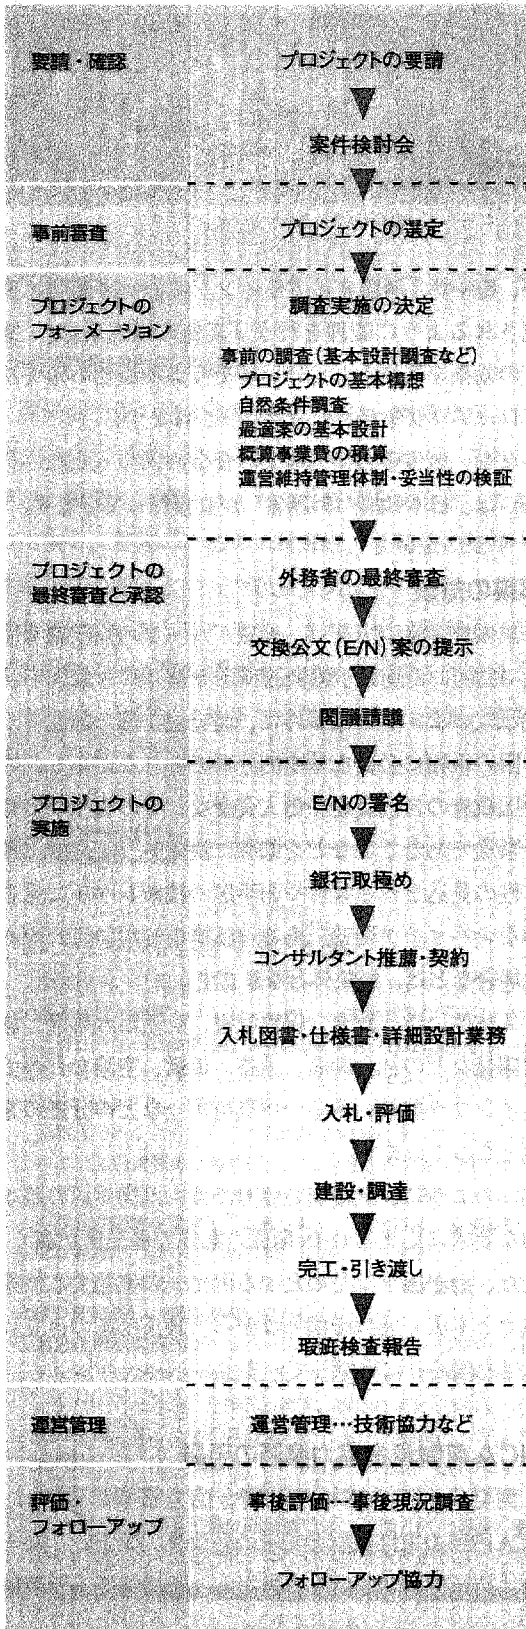 要請・確認
プロジェクトの要請
案件検討会
事前審査
プロジェクトの選定
プロジェクトの
フォーメーション
調査実施の決定
事前の調査(基本設計調査など)
プロジェクトの基本構想
自然条件調査
最適案の基本設計
概算事業費の積算
運営維持管理体制・妥当性の検証
プロジェクトの
最終審査と承認
外務省の最終審査
交換公文(E/N)案の提示
閣議請議
プロジェクトの
実施
E/Nの署名
銀行取極め
コンサルタント推薦・契約
入札図書・仕様書・詳細設計業務
入札・評価
建設・調達
完工・引き渡し
瑕疵検査報告
運営管理
運営管理…技術協力など
評価・
フォローアップ
事後評価…事後現況調査
フォローアップ協力